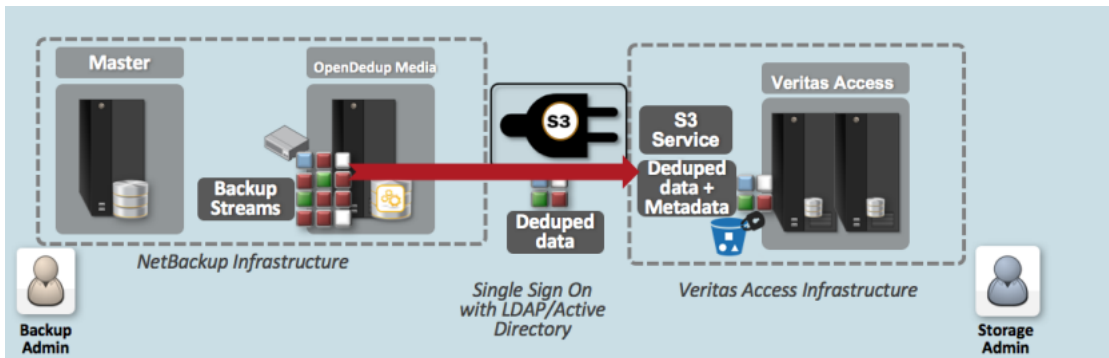 Master
OpenDedup Media
Backup
Streams
NetBackup Infrastructure
Backup
Admin
S3
Deduped
data
Single Sign On
with LDAP/Active
Directory
Veritas Access
S3
Service
Deduped
data +
Metadata
Veritas Access Infrastructure
Storage
Admin